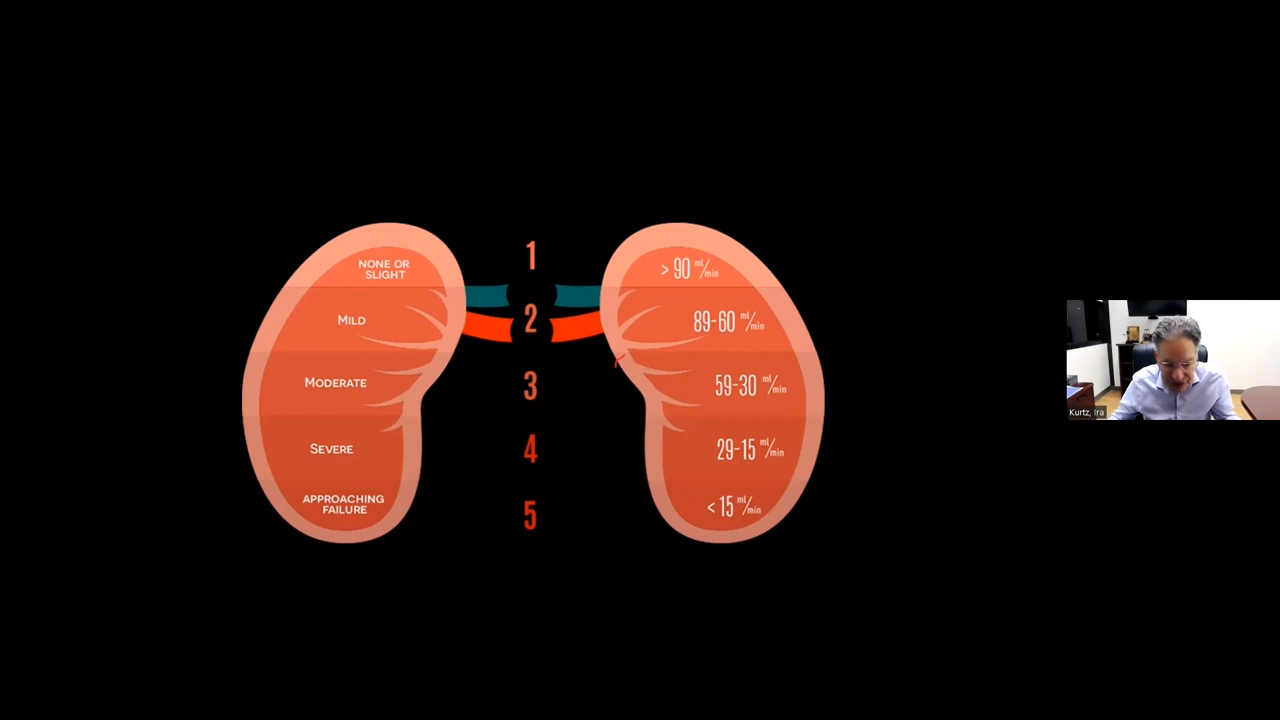 NONE OR
SLIGHT
1
> 90 ml/min
MILD
2
89-60 ml/min
MODERATE
3
59-30 ml/min
SEVERE
4
29-15 ml/min
APPROACHING
FAILURE
5
< 15 ml/min
Kurtz, Ira